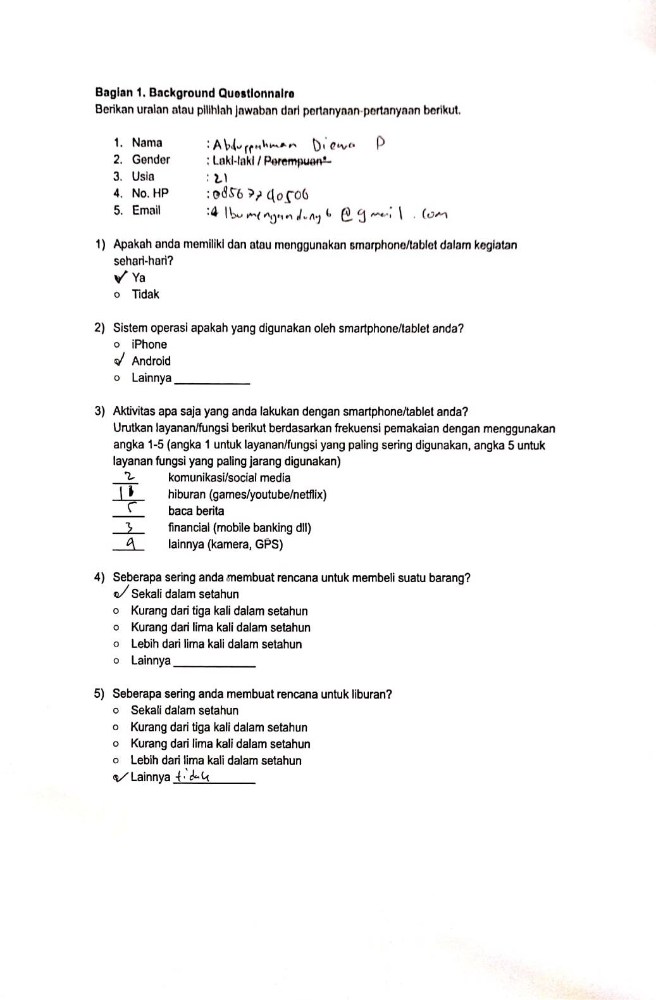 Bagian 1. Background Questionnaire
Berikan uraian atau pilihlah jawaban dari pertanyaan-pertanyaan berikut.
1. Nama : Abdurrahman Diewa P
2. Gender : Laki-laki / Perempuan*
3. Usia : 21
4. No. HP :
5. Email : @gmail.com
1) Apakah anda memiliki dan atau menggunakan smarphone/tablet dalam kegiatan
sehari-hari?
Ya
Tidak
2) Sistem operasi apakah yang digunakan oleh smartphone/tablet anda?
iPhone
Android
Lainnya
3) Aktivitas apa saja yang anda lakukan dengan smartphone/tablet anda?
Urutkan layanan/fungsi berikut berdasarkan frekuensi pemakaian dengan menggunakan
angka 1-5 (angka 1 untuk layanan/fungsi yang paling sering digunakan, angka 5 untuk
layanan fungsi yang paling jarang digunakan)
2 komunikasi/social media
1 hiburan (games/youtube/netflix)
5 baca berita
3 financial (mobile banking dll)
4 lainnya (kamera, GPS)
4) Seberapa sering anda membuat rencana untuk membeli suatu barang?
Sekali dalam setahun
Kurang dari tiga kali dalam setahun
Kurang dari lima kali dalam setahun
Lebih dari lima kali dalam setahun
Lainnya
5) Seberapa sering anda membuat rencana untuk liburan?
Sekali dalam setahun
Kurang dari tiga kali dalam setahun
Kurang dari lima kali dalam setahun
Lebih dari lima kali dalam setahun
Lainnya tidak